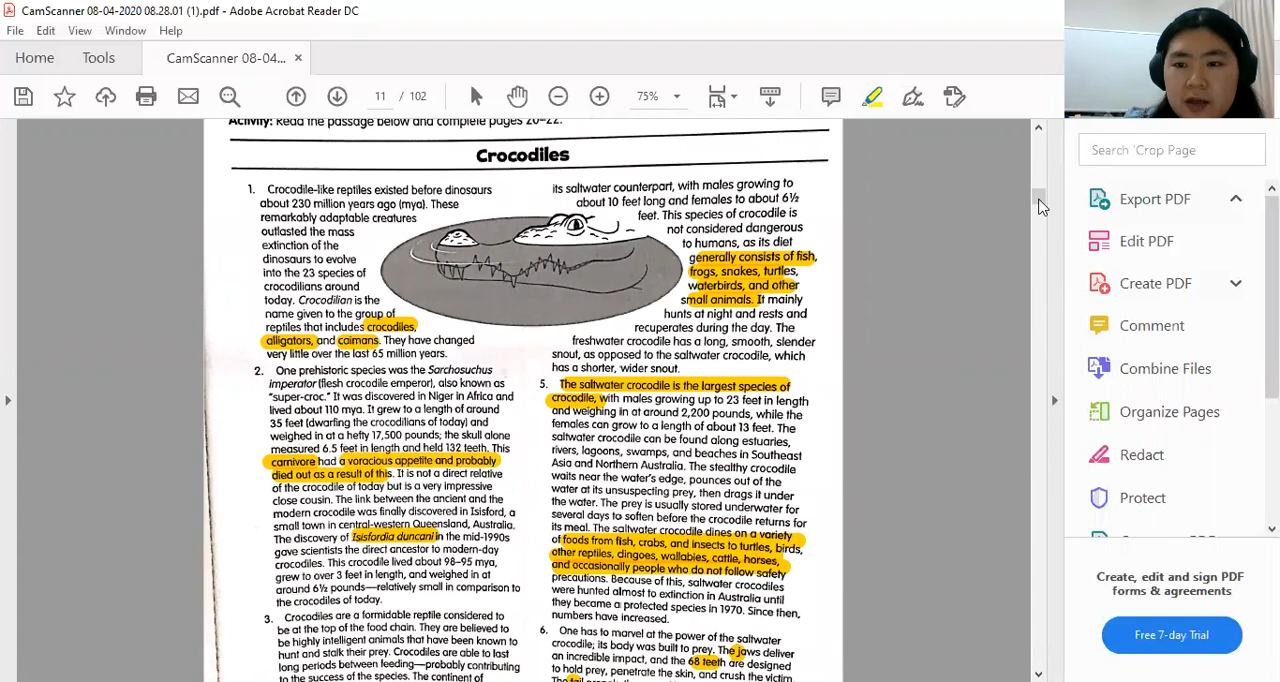 CamScanner 08-04-2020 08.28.01 (1).pdf - Adobe Acrobat Reader DC
File Edit View Window Help
Home Tools CamScanner 08-04... ×
11 / 102 75%
Search 'Crop Page'
Export PDF
Edit PDF
Create PDF
Comment
Combine Files
Organize Pages
Redact
Protect
Create, edit and sign PDF
forms & agreements
Free 7-day Trial
Activity: Read the passage below and complete pages 20–22.
Crocodiles
1. Crocodile-like reptiles existed before dinosaurs
about 230 million years ago (mya). These
remarkably adaptable creatures
outlasted the mass
extinction of the
dinosaurs to evolve
into the 23 species of
crocodilians around
today. Crocodilian is the
name given to the group of
reptiles that includes crocodiles,
alligators, and caimans. They have changed
very little over the last 65 million years.
2. One prehistoric species was the Sarchosuchus
imperator (flesh crocodile emperor), also known as
"super-croc." It was discovered in Niger in Africa and
lived about 110 mya. It grew to a length of around
35 feet (dwarfing the crocodilians of today) and
weighed in at a hefty 17,500 pounds; the skull alone
measured 6.5 feet in length and held 132 teeth. This
carnivore had a voracious appetite and probably
died out as a result of this. It is not a direct relative
of the crocodile of today but is a very impressive
close cousin. The link between the ancient and the
modern crocodile was finally discovered in Isisford, a
small town in central-western Queensland, Australia.
The discovery of Isisfordia duncani in the mid-1990s
gave scientists the direct ancestor to modern-day
crocodiles. This crocodile lived about 98–95 mya,
grew to over 3 feet in length, and weighed in at
around 6½ pounds—relatively small in comparison to
the crocodiles of today.
3. Crocodiles are a formidable reptile considered to
be at the top of the food chain. They are believed to
be highly intelligent animals that have been known to
hunt and stalk their prey. Crocodiles are able to last
long periods between feeding—probably contributing
to the success of the species. The continent of
its saltwater counterpart, with males growing to
about 10 feet long and females to about 6½
feet. This species of crocodile is
not considered dangerous
to humans, as its diet
generally consists of fish,
frogs, snakes, turtles,
waterbirds, and other
small animals. It mainly
hunts at night and rests and
recuperates during the day. The
freshwater crocodile has a long, smooth, slender
snout, as opposed to the saltwater crocodile, which
has a shorter, wider snout.
5. The saltwater crocodile is the largest species of
crocodile, with males growing up to 23 feet in length
and weighing in at around 2,200 pounds, while the
females can grow to a length of about 13 feet. The
saltwater crocodile can be found along estuaries,
rivers, lagoons, swamps, and beaches in Southeast
Asia and Northern Australia. The stealthy crocodile
waits near the water's edge, pounces out of the
water at its unsuspecting prey, then drags it under
the water. The prey is usually stored underwater for
several days to soften before the crocodile returns for
its meal. The saltwater crocodile dines on a variety
of foods from fish, crabs, and insects to turtles, birds,
other reptiles, dingoes, wallabies, cattle, horses,
and occasionally people who do not follow safety
precautions. Because of this, saltwater crocodiles
were hunted almost to extinction in Australia until
they became a protected species in 1970. Since then,
numbers have increased.
6. One has to marvel at the power of the saltwater
crocodile; its body was built to prey. The jaws deliver
an incredible impact, and the 68 teeth are designed
to hold prey, penetrate the skin, and crush the victim.
The tail